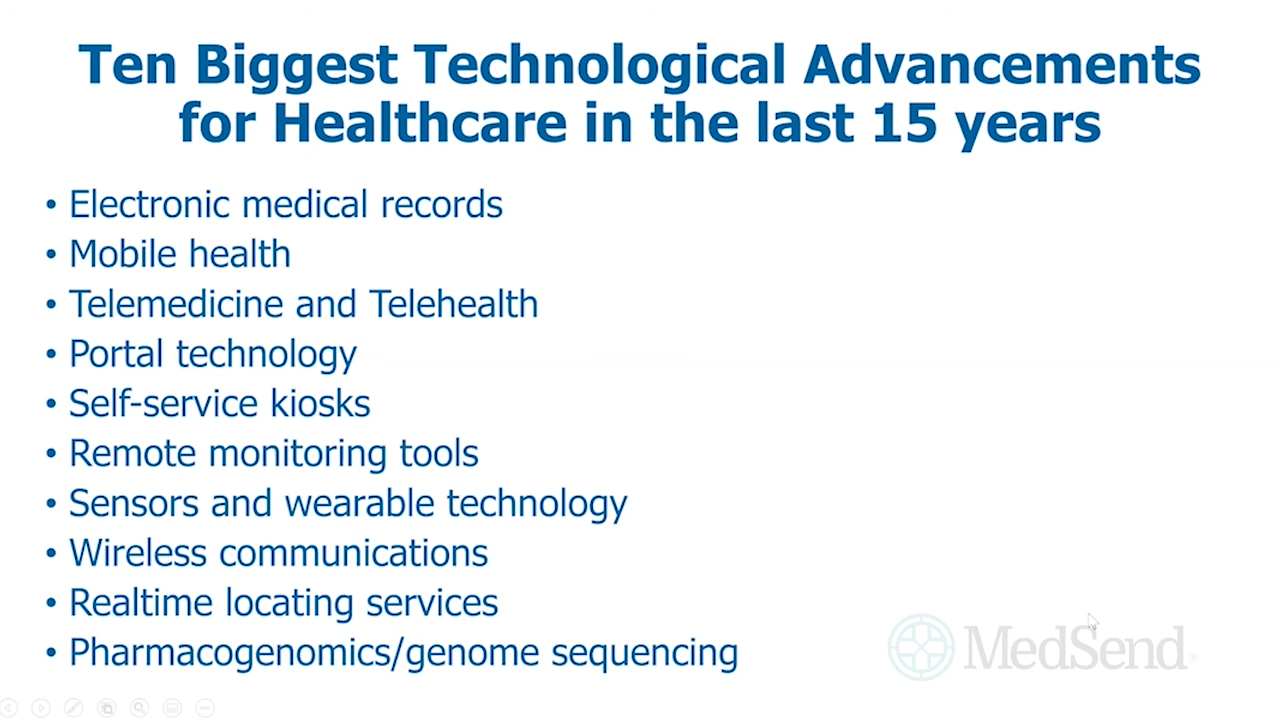 Ten Biggest Technological Advancements
for Healthcare in the last 15 years
• Electronic medical records
• Mobile health
• Telemedicine and Telehealth
• Portal technology
• Self-service kiosks
• Remote monitoring tools
• Sensors and wearable technology
• Wireless communications
• Realtime locating services
• Pharmacogenomics/genome sequencing
MedSend®